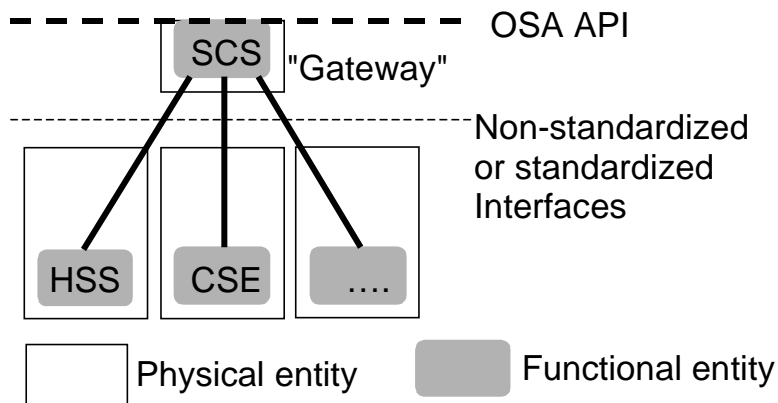 OSA API
SCS
"Gateway"
Non-standardized
or standardized
Interfaces
HSS
CSE
....
Physical entity
Functional entity